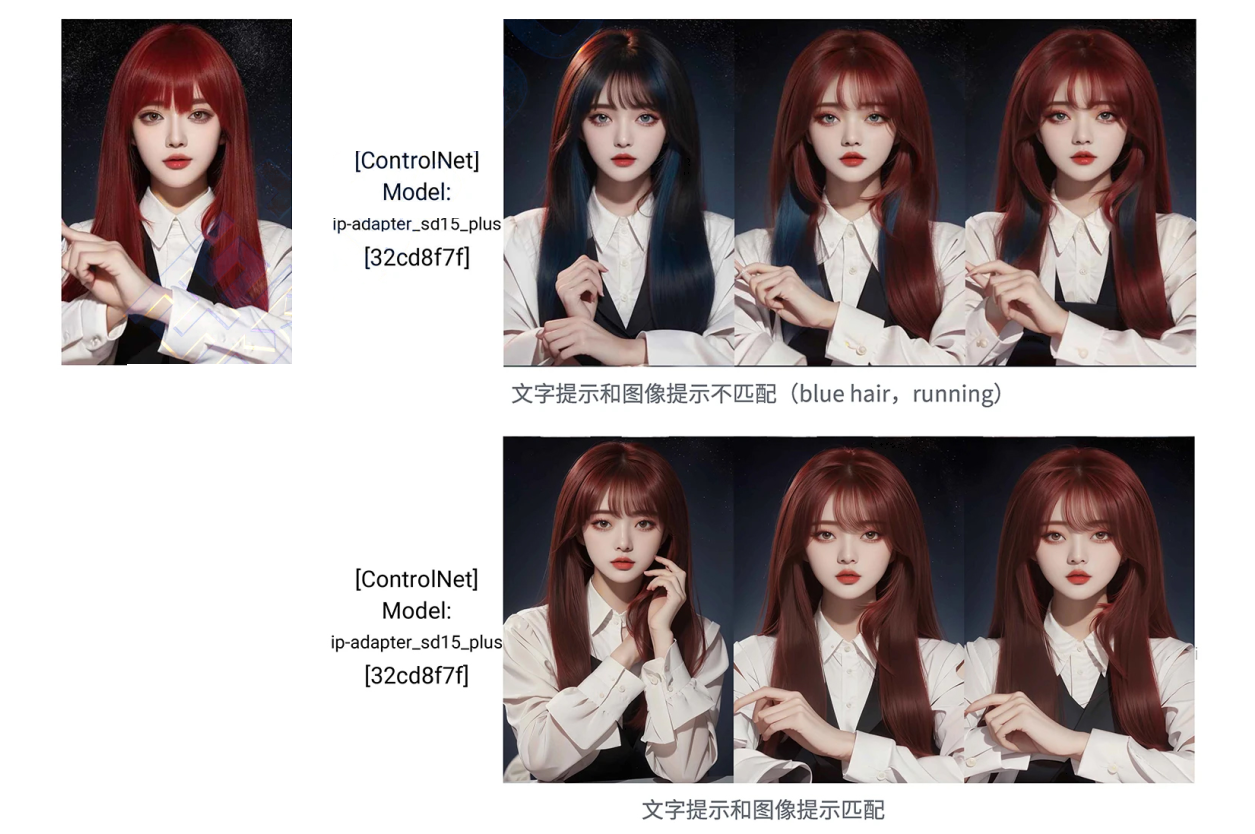 [ControlNet]
Model:
ip-adapter_sd15_plus
[32cd8f7f]
文字提示和图像提示不匹配（blue hair，running）
[ControlNet]
Model:
ip-adapter_sd15_plus
[32cd8f7f]
文字提示和图像提示匹配